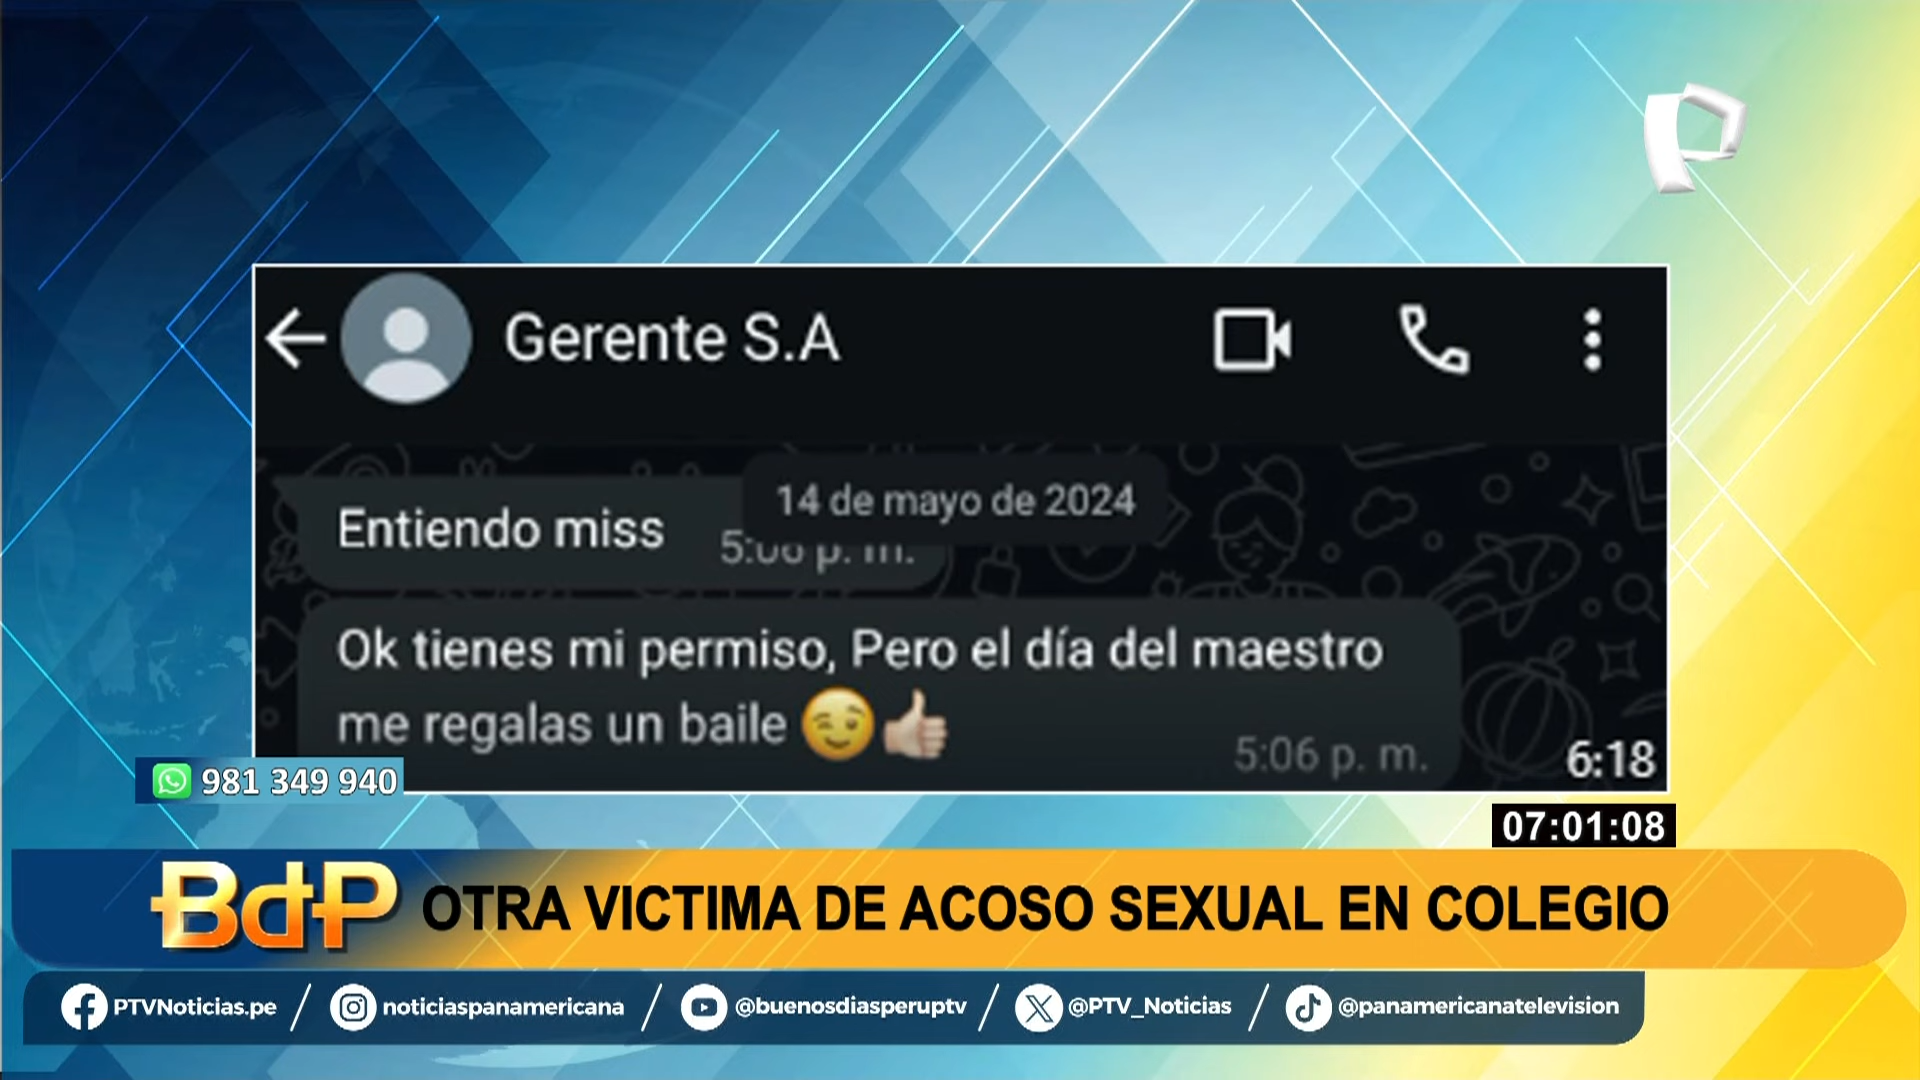 Gerente S.A
14 de mayo de 2024
Entiendo miss
5:06 p. m.
Ok tienes mi permiso, Pero el día del maestro
me regalas un baile 😉👍🏻
5:06 p. m.
6:18
981 349 940
07:01:08
BdP OTRA VICTIMA DE ACOSO SEXUAL EN COLEGIO
PTVNoticias.pe / noticiaspanamericana / @buenosdiasperuptv / @PTV_Noticias / @panamericanatelevision